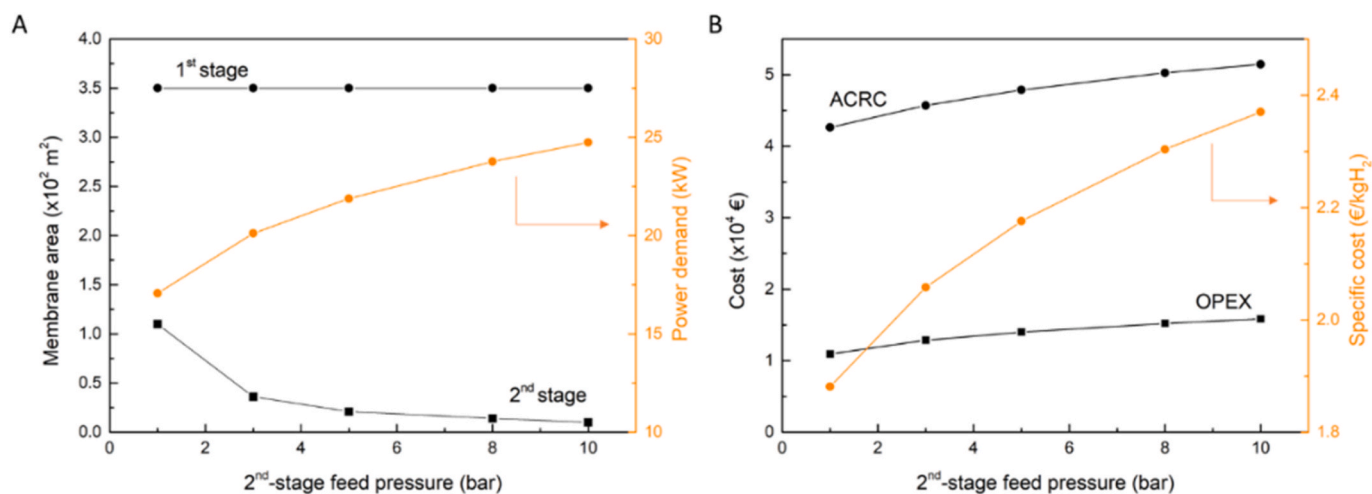 A
4.0
3.5
3.0
2.5
2.0
1.5
1.0
0.5
0.0
Membrane area (x10² m²)
1st stage
2nd stage
30
25
20
15
10
Power demand (kW)
0 2 4 6 8 10
2nd-stage feed pressure (bar)
B
5
4
3
2
1
0
Cost (x10⁴ €)
ACRC
OPEX
2.4
2.2
2.0
1.8
Specific cost (€/kgH₂)
0 2 4 6 8 10
2nd-stage feed pressure (bar)